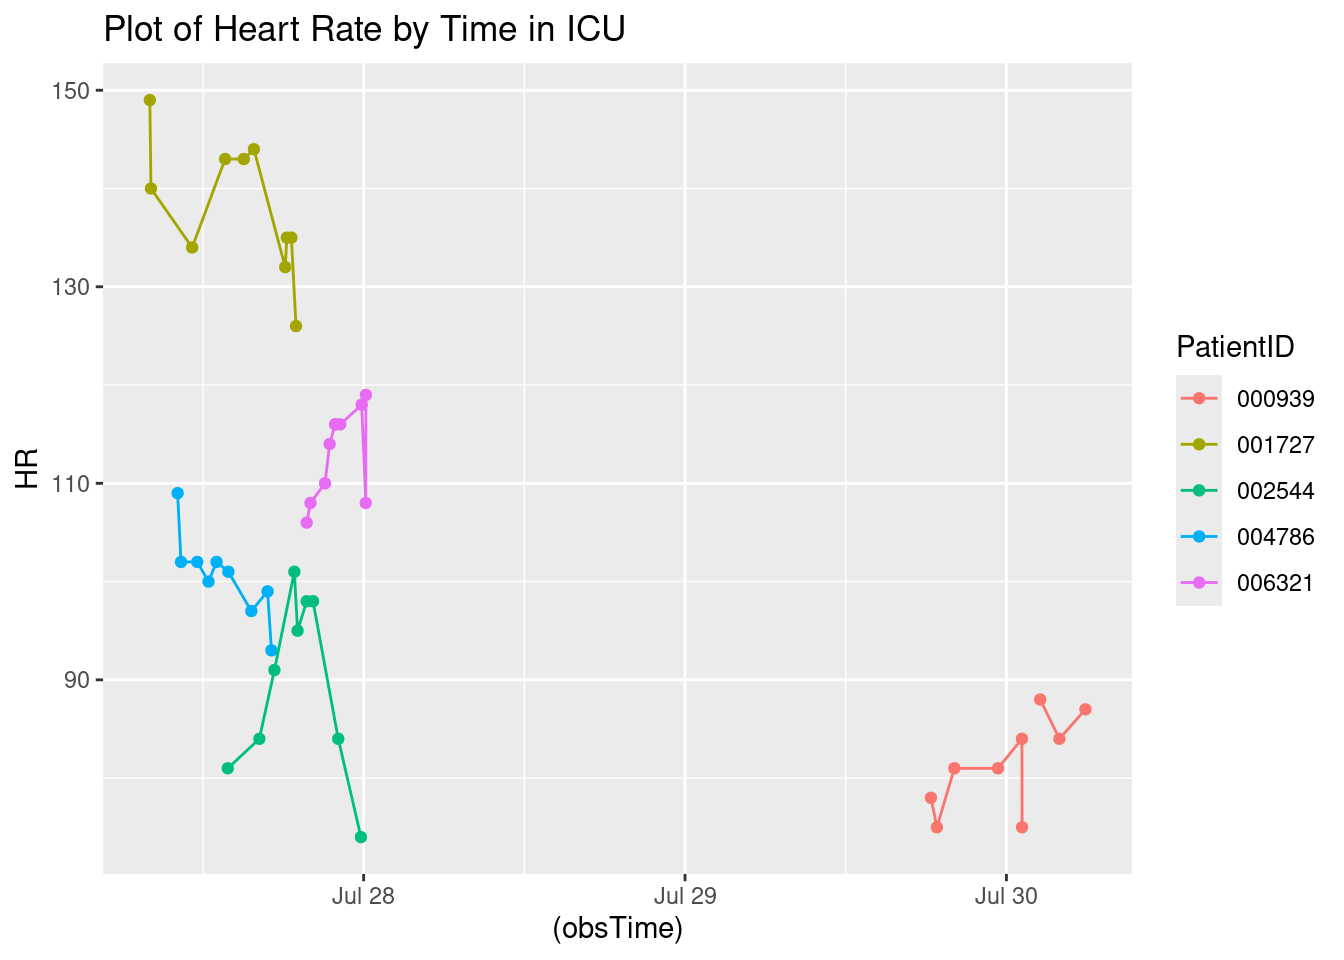 Plot of Heart Rate by Time in ICU
150
130
110
90
HR
Jul 28
Jul 29
Jul 30
(obsTime)
PatientID
000939
001727
002544
004786
006321